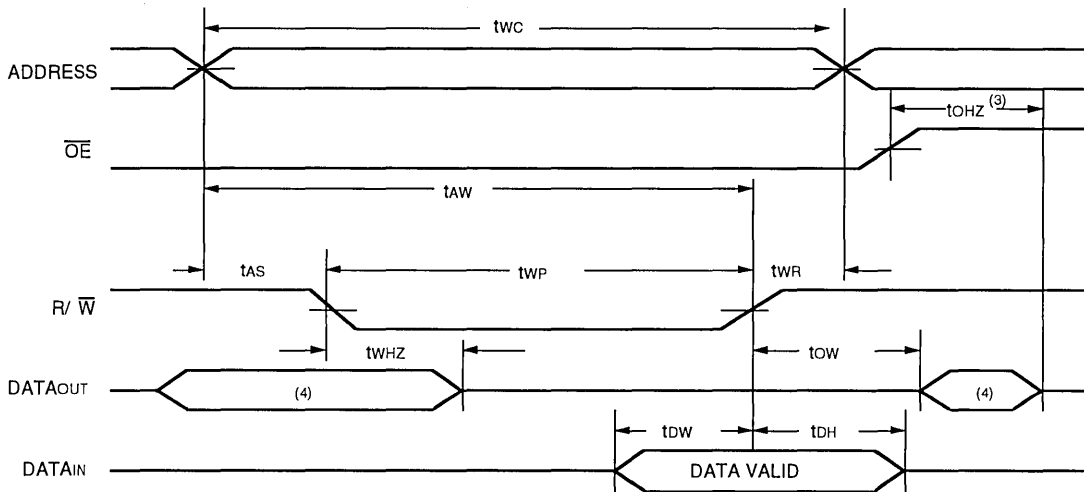 tWC
ADDRESS
tOHZ (3)
OE
tAW
tAS
tWP
tWR
R/ W
tWHZ
tOW
DATAOUT
(4)
(4)
tDW
tDH
DATAIN
DATA VALID